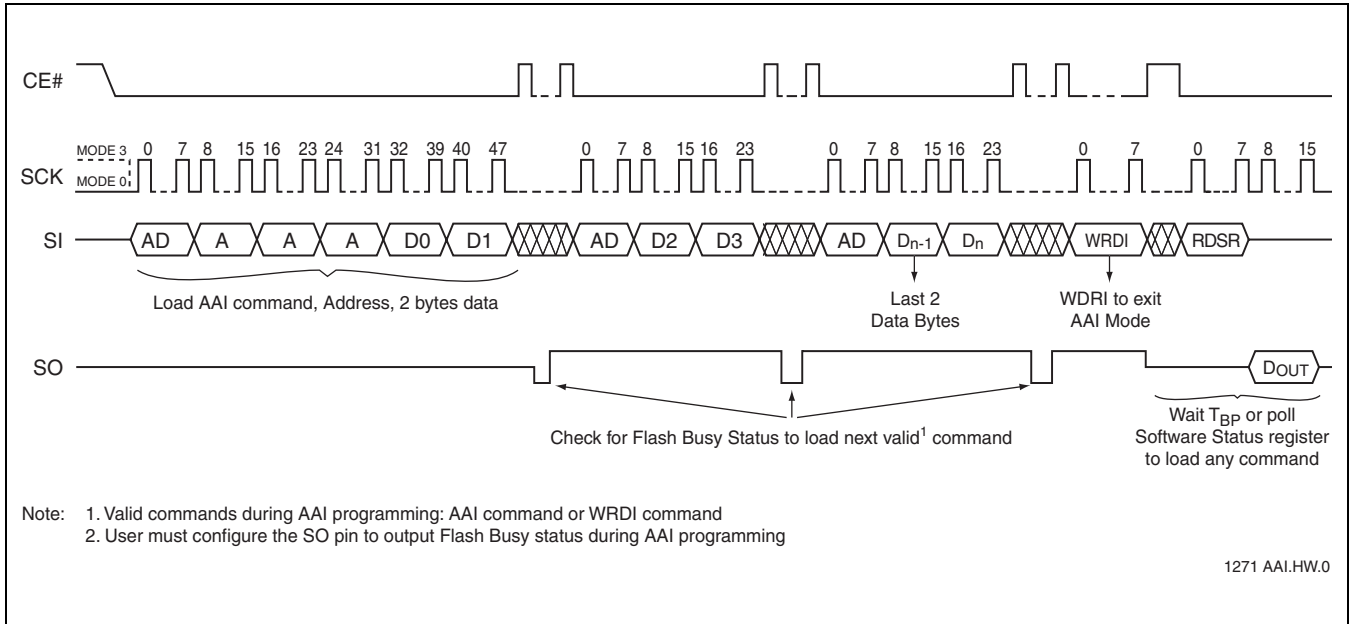 CE#
MODE 3 0 7 8 15 16 23 24 31 32 39 40 47 0 7 8 15 16 23 0 7 8 15 16 23 0 7 0 7 8 15
SCK MODE 0
SI AD A A A D0 D1 AD D2 D3 AD Dn-1 Dn WRDI RDSR
Load AAI command, Address, 2 bytes data
Last 2
Data Bytes
WDRI to exit
AAI Mode
SO DOUT
Check for Flash Busy Status to load next valid1 command
Wait TBP or poll
Software Status register
to load any command
Note: 1. Valid commands during AAI programming: AAI command or WRDI command
2. User must configure the SO pin to output Flash Busy status during AAI programming
1271 AAI.HW.0